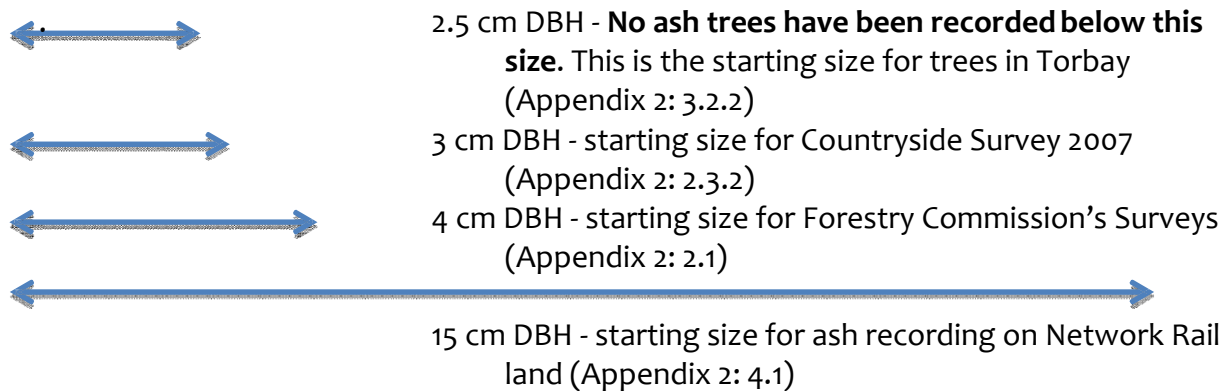 2.5 cm DBH - No ash trees have been recorded below this
size. This is the starting size for trees in Torbay
(Appendix 2: 3.2.2)
3 cm DBH - starting size for Countryside Survey 2007
(Appendix 2: 2.3.2)
4 cm DBH - starting size for Forestry Commission’s Surveys
(Appendix 2: 2.1)
15 cm DBH - starting size for ash recording on Network Rail
land (Appendix 2: 4.1)